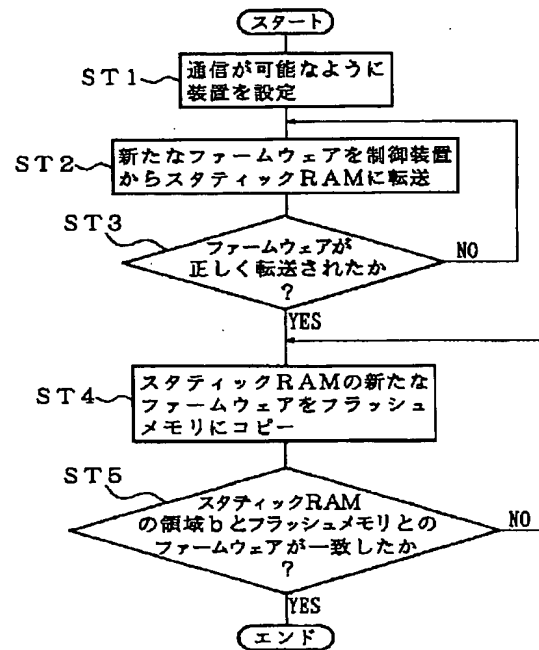 スタート
ST1
通信が可能なように
装置を設定
ST2
新たなファームウェアを制御装置
からスタティックRAMに転送
ST3
ファームウェアが
正しく転送されたか
?
NO
YES
ST4
スタティックRAMの新たな
ファームウェアをフラッシュ
メモリにコピー
ST5
スタティックRAM
の領域bとフラッシュメモリとの
ファームウェアが一致したか
?
NO
YES
エンド